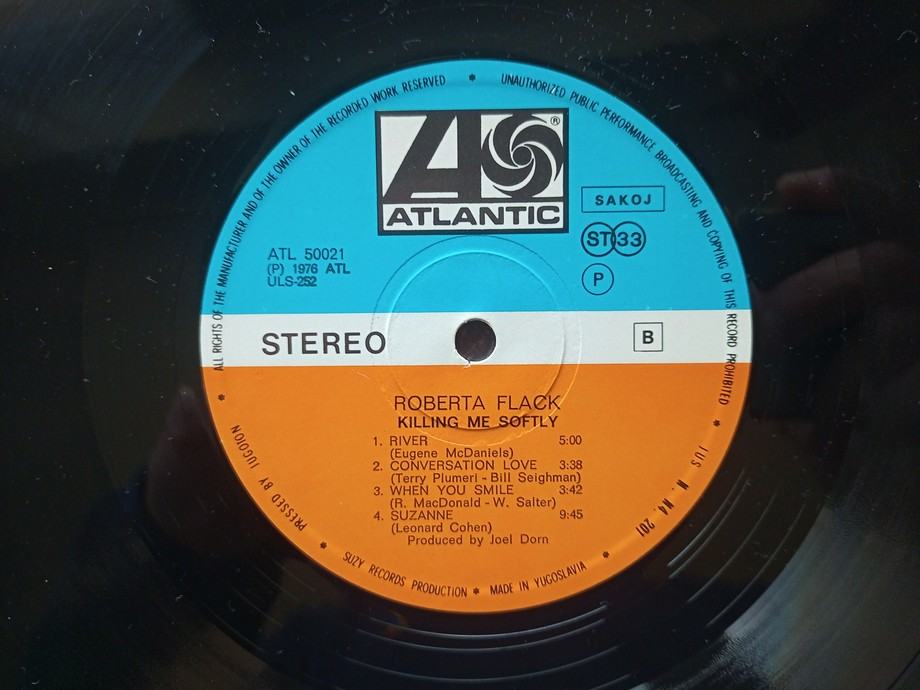 ALL RIGHTS OF THE MANUFACTURER AND OF THE OWNER OF THE RECORDED WORK RESERVED * UNAUTHORIZED PUBLIC PERFORMANCE BROADCASTING AND COPYING OF THIS RECORD PROHIBITED *
ATLANTIC ®
SAKOJ
ST 33
P
ATL 50021
(P) 1976 ATL
ULS-252
STEREO
B
ROBERTA FLACK
KILLING ME SOFTLY
1. RIVER 5:00
(Eugene McDaniels)
2. CONVERSATION LOVE 3:38
(Terry Plumerl - Bill Seighman)
3. WHEN YOU SMILE 3:42
(R. MacDonald - W. Salter)
4. SUZANNE 9:45
(Leonard Cohen)
Produced by Joel Dorn
* PRESSED BY JUGOTON * SUZY RECORDS PRODUCTION * MADE IN YUGOSLAVIA * JUS N. N4. 201